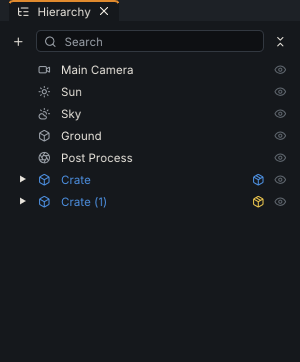 Hierarchy
Search
Main Camera
Sun
Sky
Ground
Post Process
Crate
Crate (1)